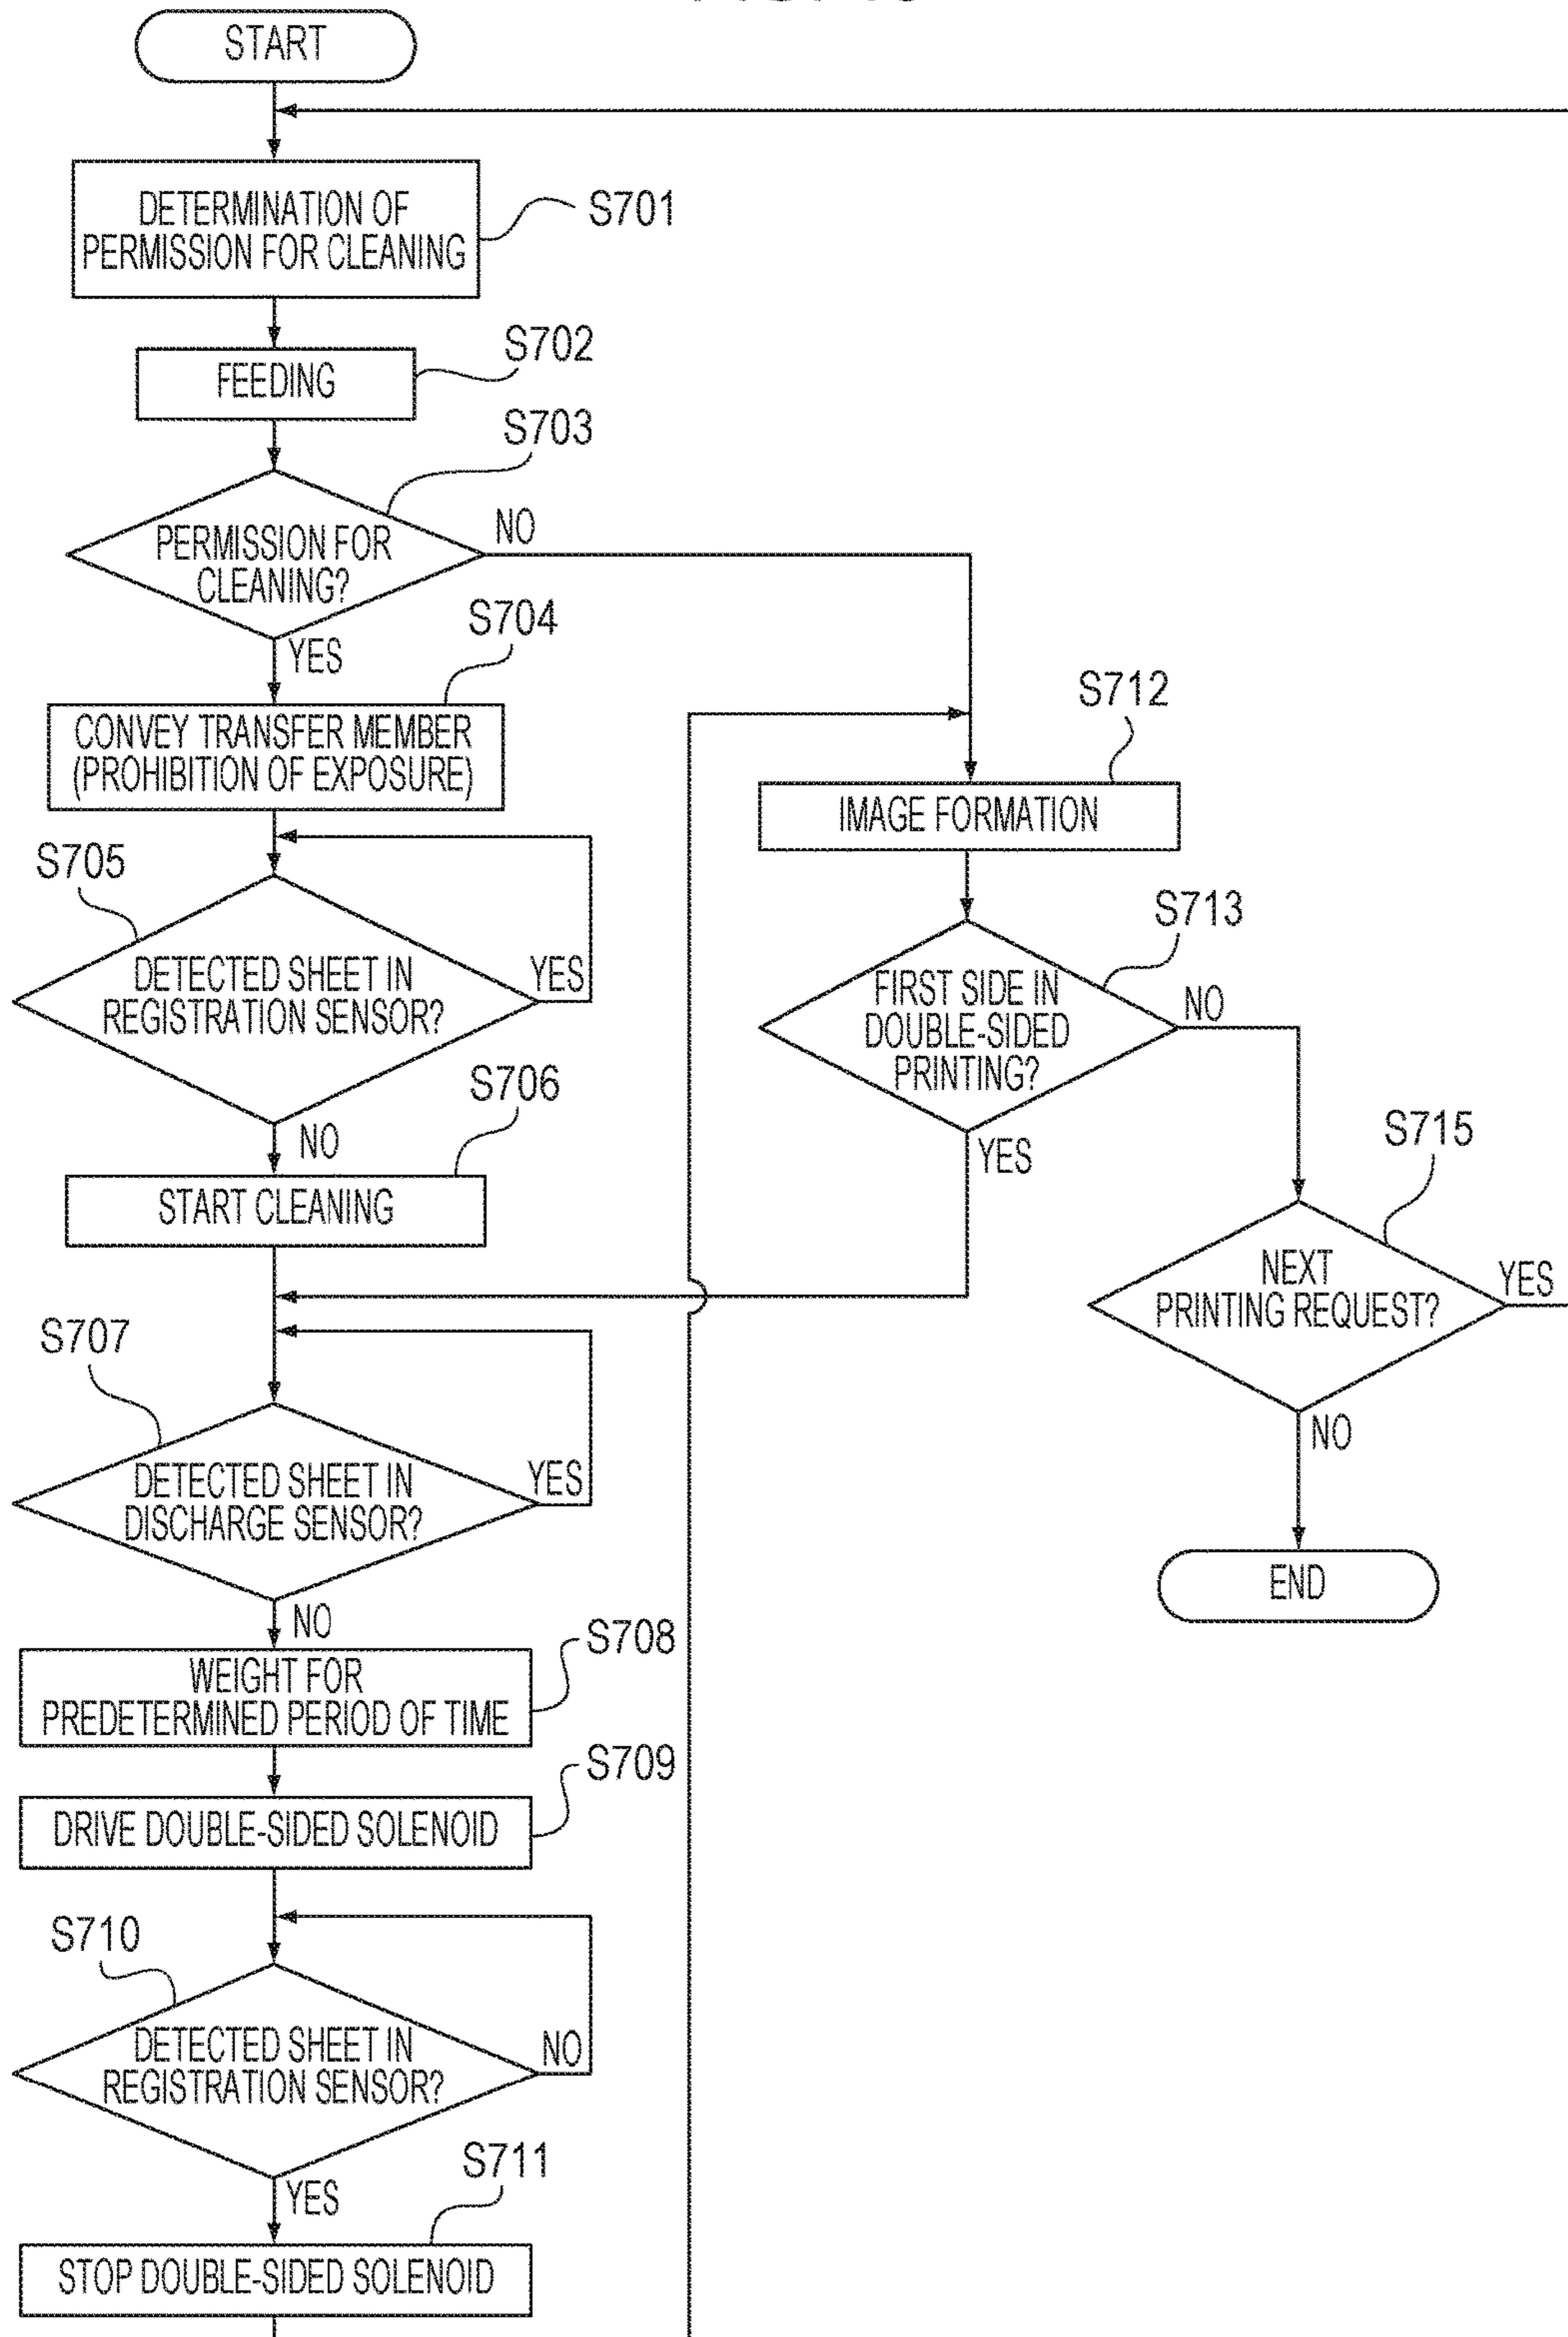 START
DETERMINATION OF
PERMISSION FOR CLEANING
S701
FEEDING
S702
PERMISSION FOR
CLEANING?
S703
NO
YES
CONVEY TRANSFER MEMBER
(PROHIBITION OF EXPOSURE)
S704
S705
DETECTED SHEET IN
REGISTRATION SENSOR?
YES
NO
START CLEANING
S706
S707
DETECTED SHEET IN
DISCHARGE SENSOR?
YES
NO
WEIGHT FOR
PREDETERMINED PERIOD OF TIME
S708
DRIVE DOUBLE-SIDED SOLENOID
S709
S710
DETECTED SHEET IN
REGISTRATION SENSOR?
NO
YES
STOP DOUBLE-SIDED SOLENOID
S711
S712
IMAGE FORMATION
S713
FIRST SIDE IN
DOUBLE-SIDED
PRINTING?
NO
YES
S715
NEXT
PRINTING REQUEST?
YES
NO
END